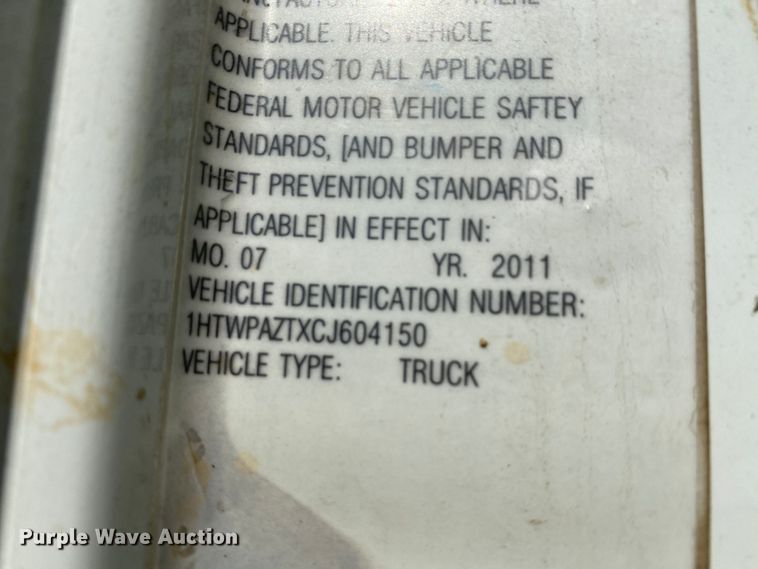 APPLICABLE. THIS VEHICLE
CONFORMS TO ALL APPLICABLE
FEDERAL MOTOR VEHICLE SAFTEY
STANDARDS, [AND BUMPER AND
THEFT PREVENTION STANDARDS, IF
APPLICABLE] IN EFFECT IN:
MO. 07 YR. 2011
VEHICLE IDENTIFICATION NUMBER:
1HTWPAZTXCJ604150
VEHICLE TYPE: TRUCK
Purple Wave Auction